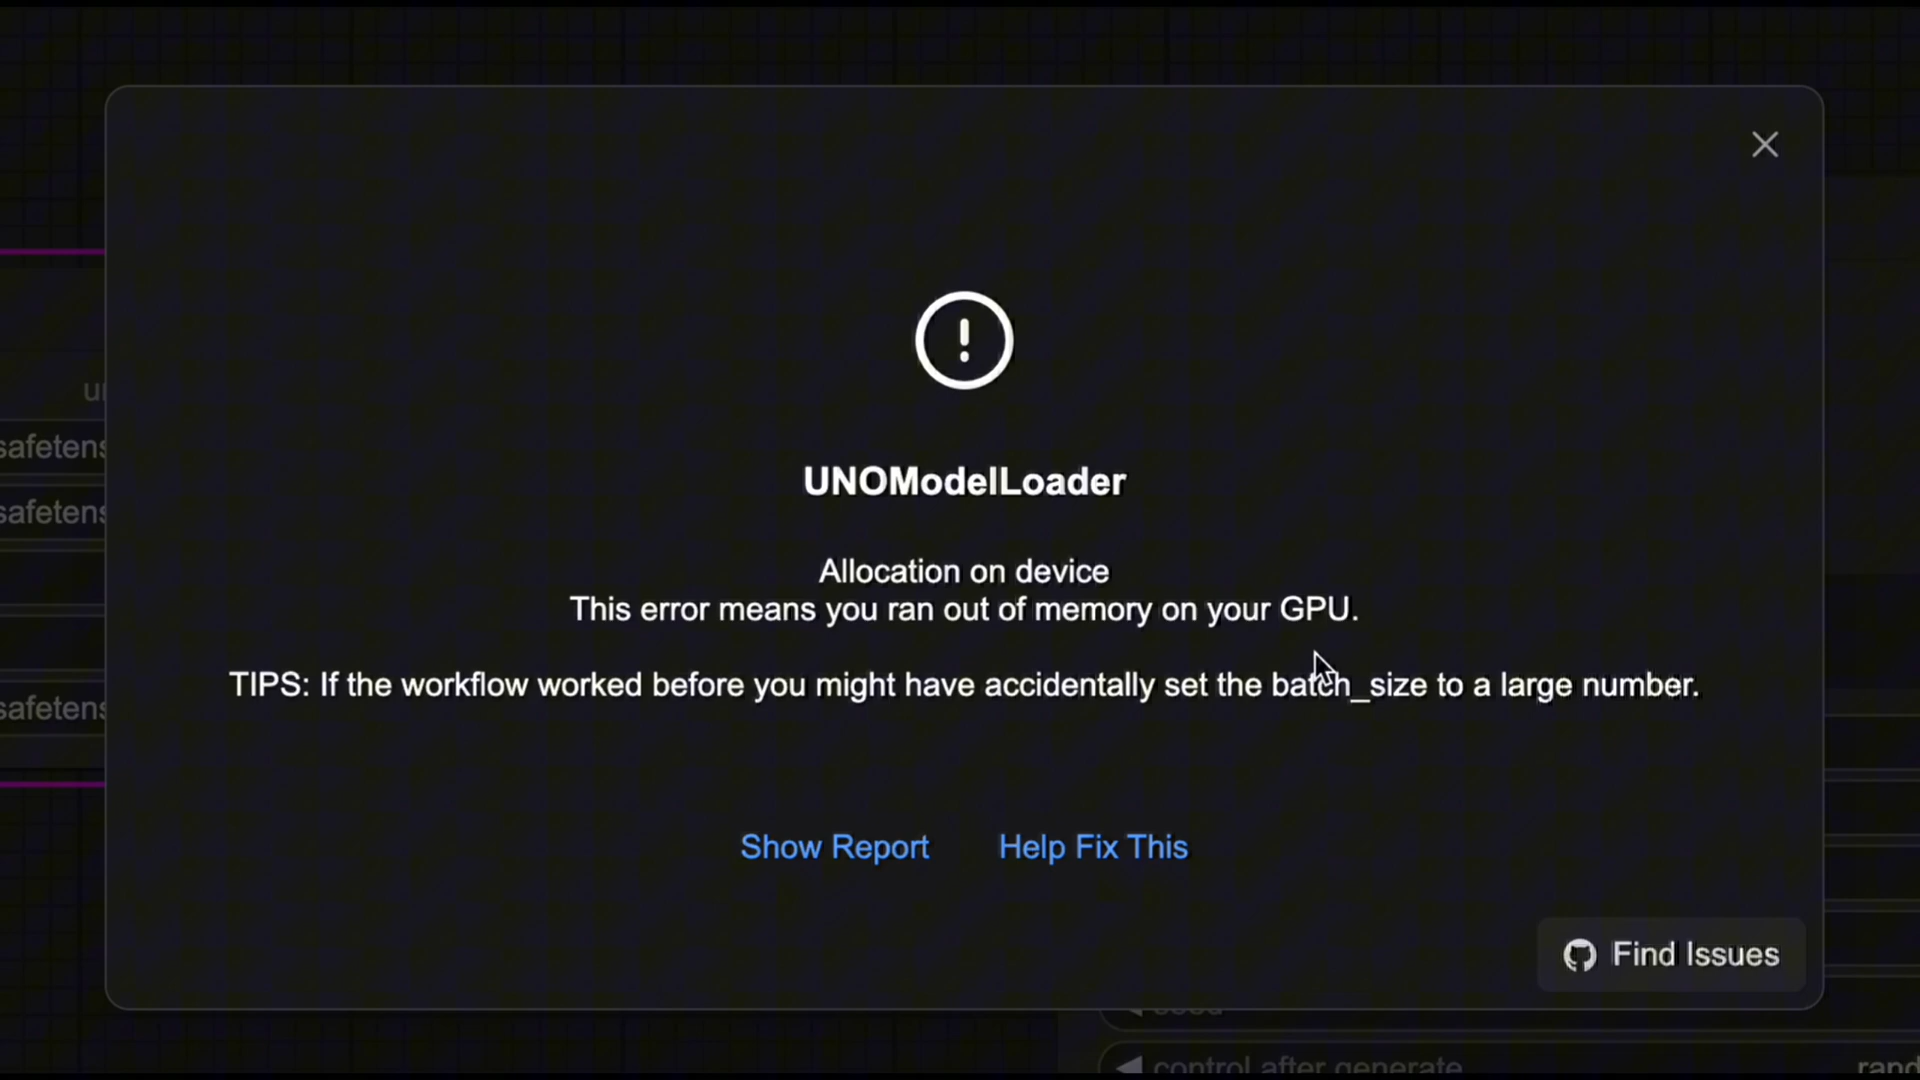 UNOModelLoader
Allocation on device
This error means you ran out of memory on your GPU.
TIPS: If the workflow worked before you might have accidentally set the batch_size to a large number.
Show Report
Help Fix This
Find Issues
safetens
safetens
safetens
control after generate